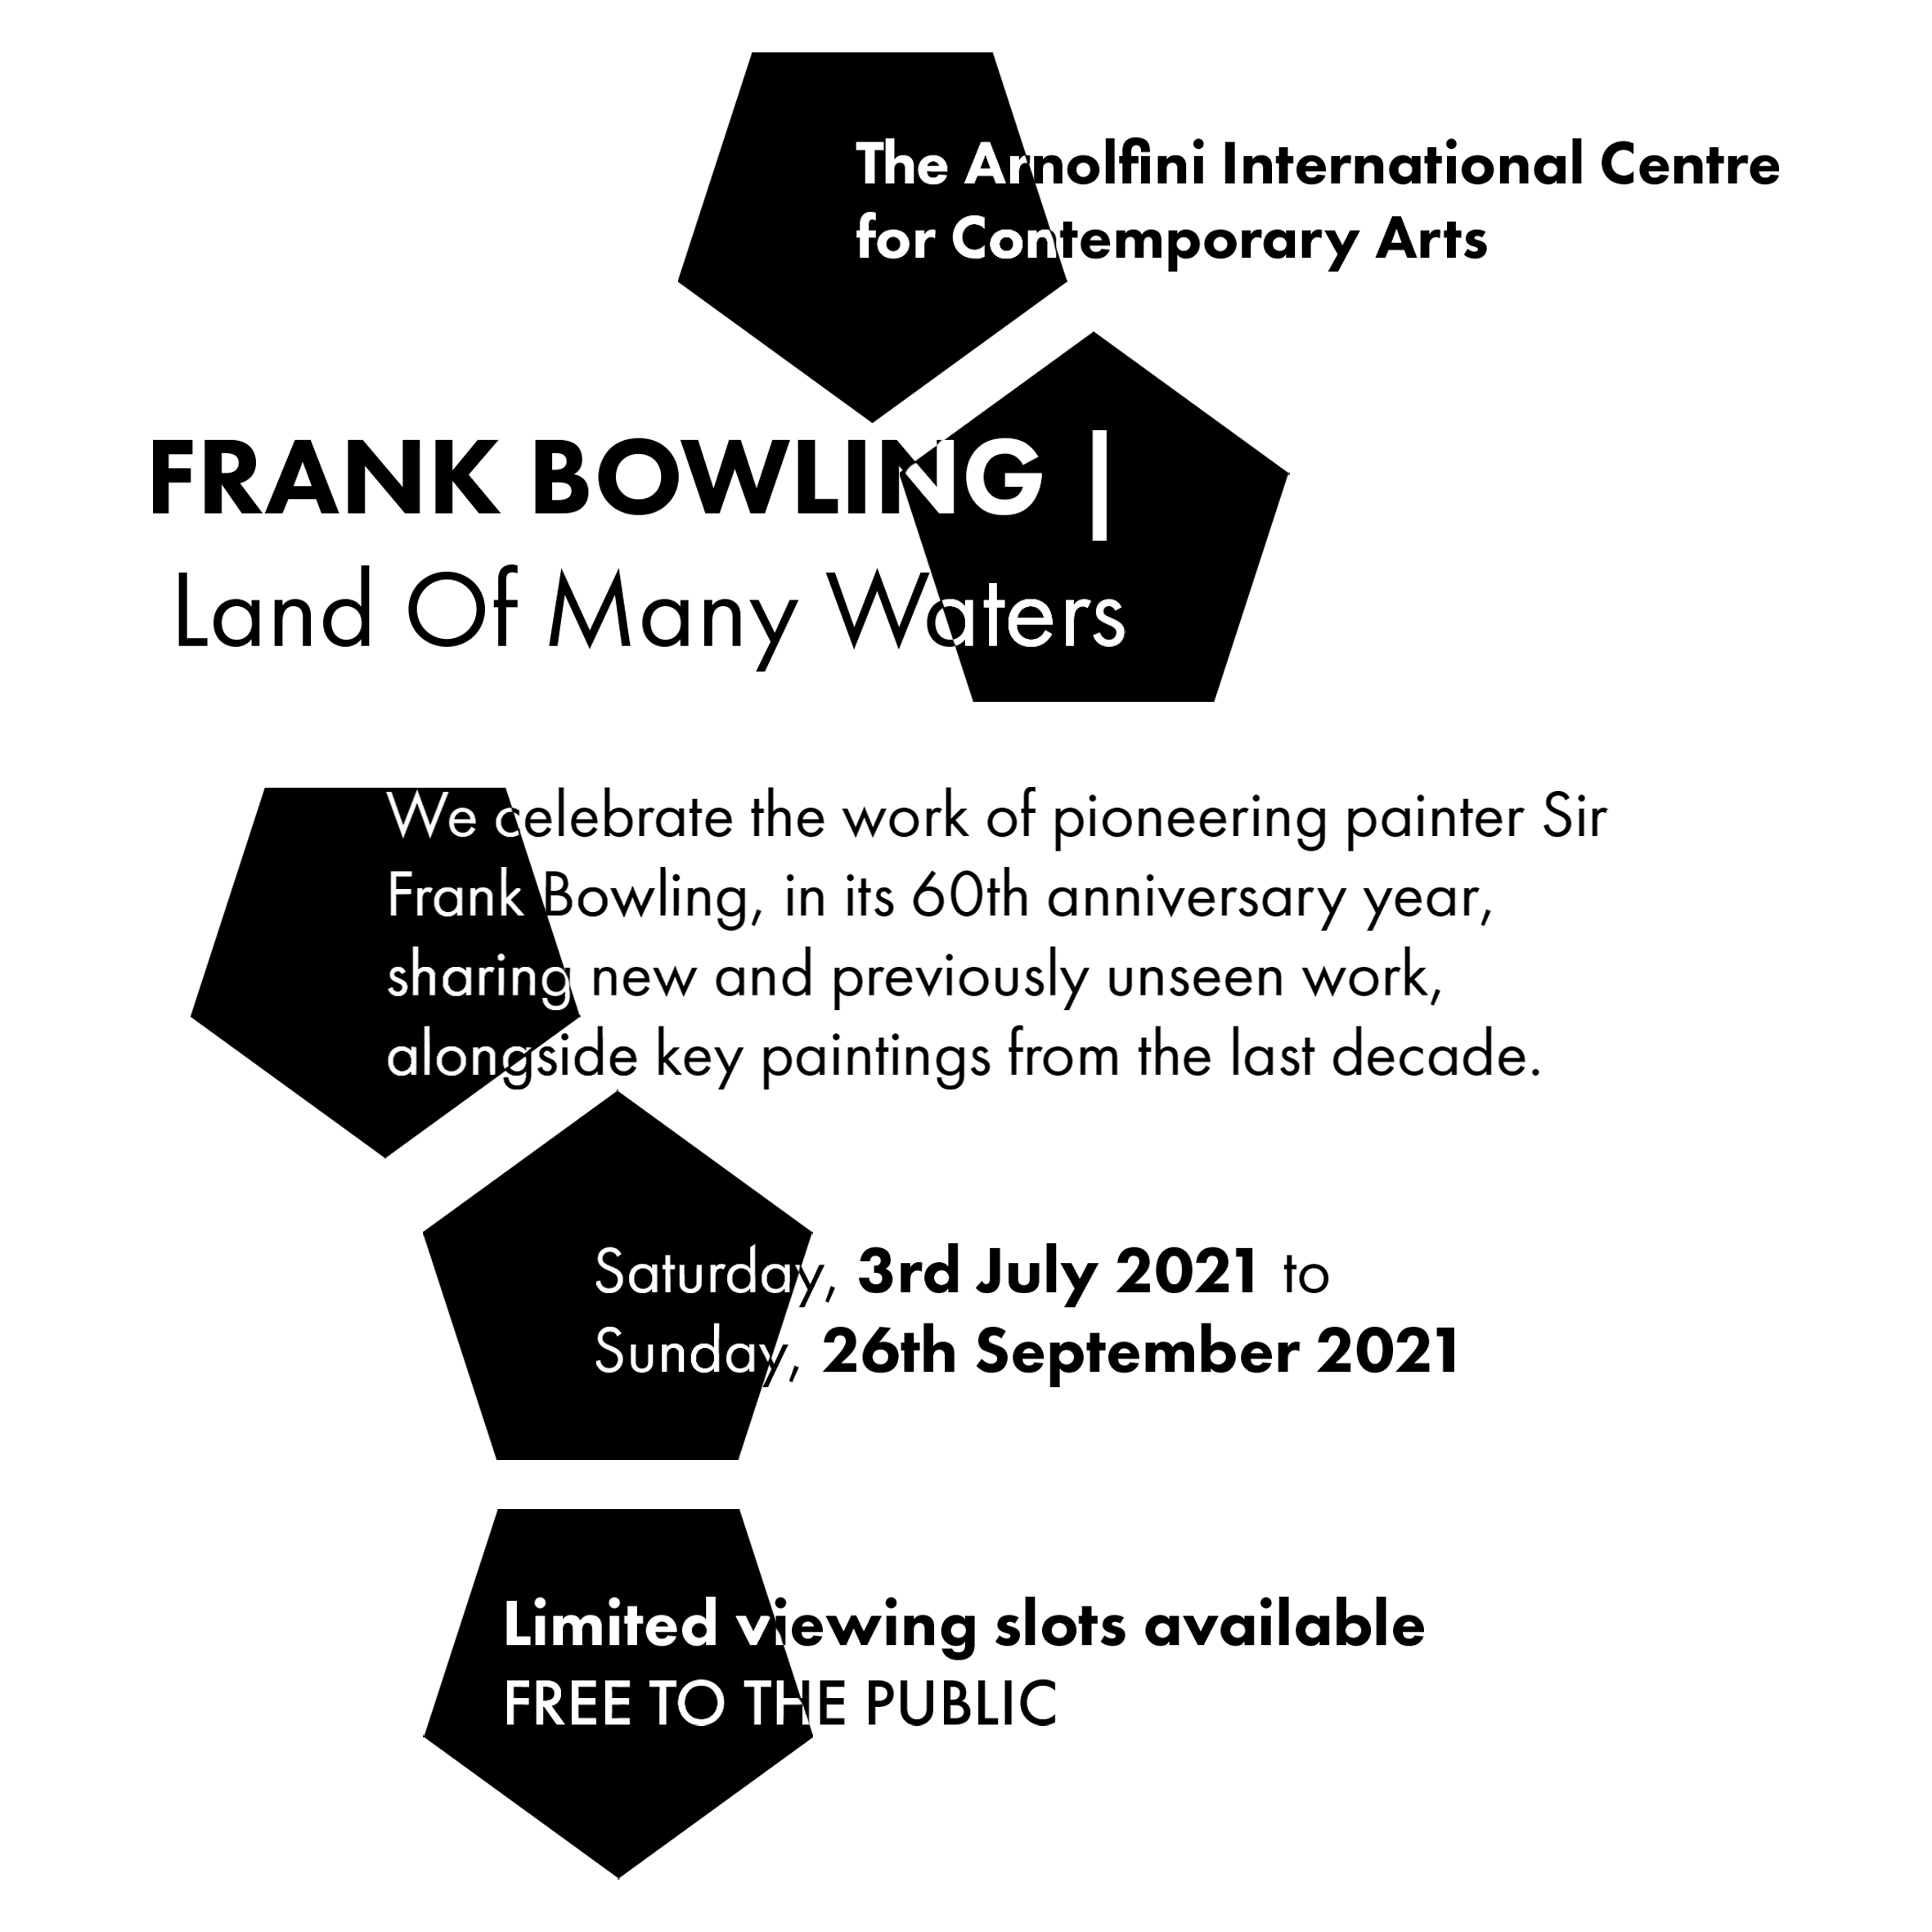 The Arnolfini International Centre
for Contemporary Arts
FRANK BOWLING |
Land Of Many Waters
We celebrate the work of pioneering painter Sir
Frank Bowling, in its 60th anniversary year,
sharing new and previously unseen work,
alongside key paintings from the last decade.
Saturday, 3rd July 2021 to
Sunday, 26th September 2021
Limited viewing slots available
FREE TO THE PUBLIC